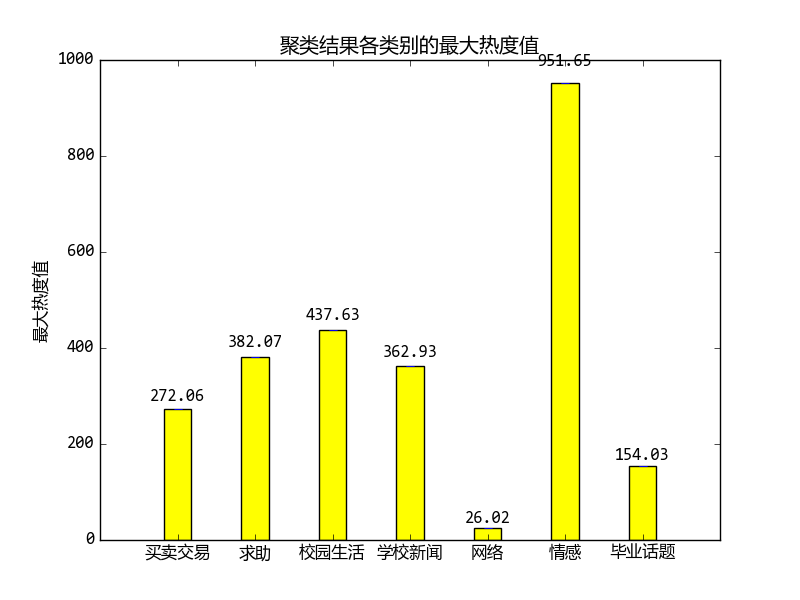 聚类结果各类别的最大热度值
最大热度值
1000
800
600
400
200
0
272.06
382.07
437.63
362.93
26.02
951.65
154.03
买卖交易
求助
校园生活
学校新闻
网络
情感
毕业话题